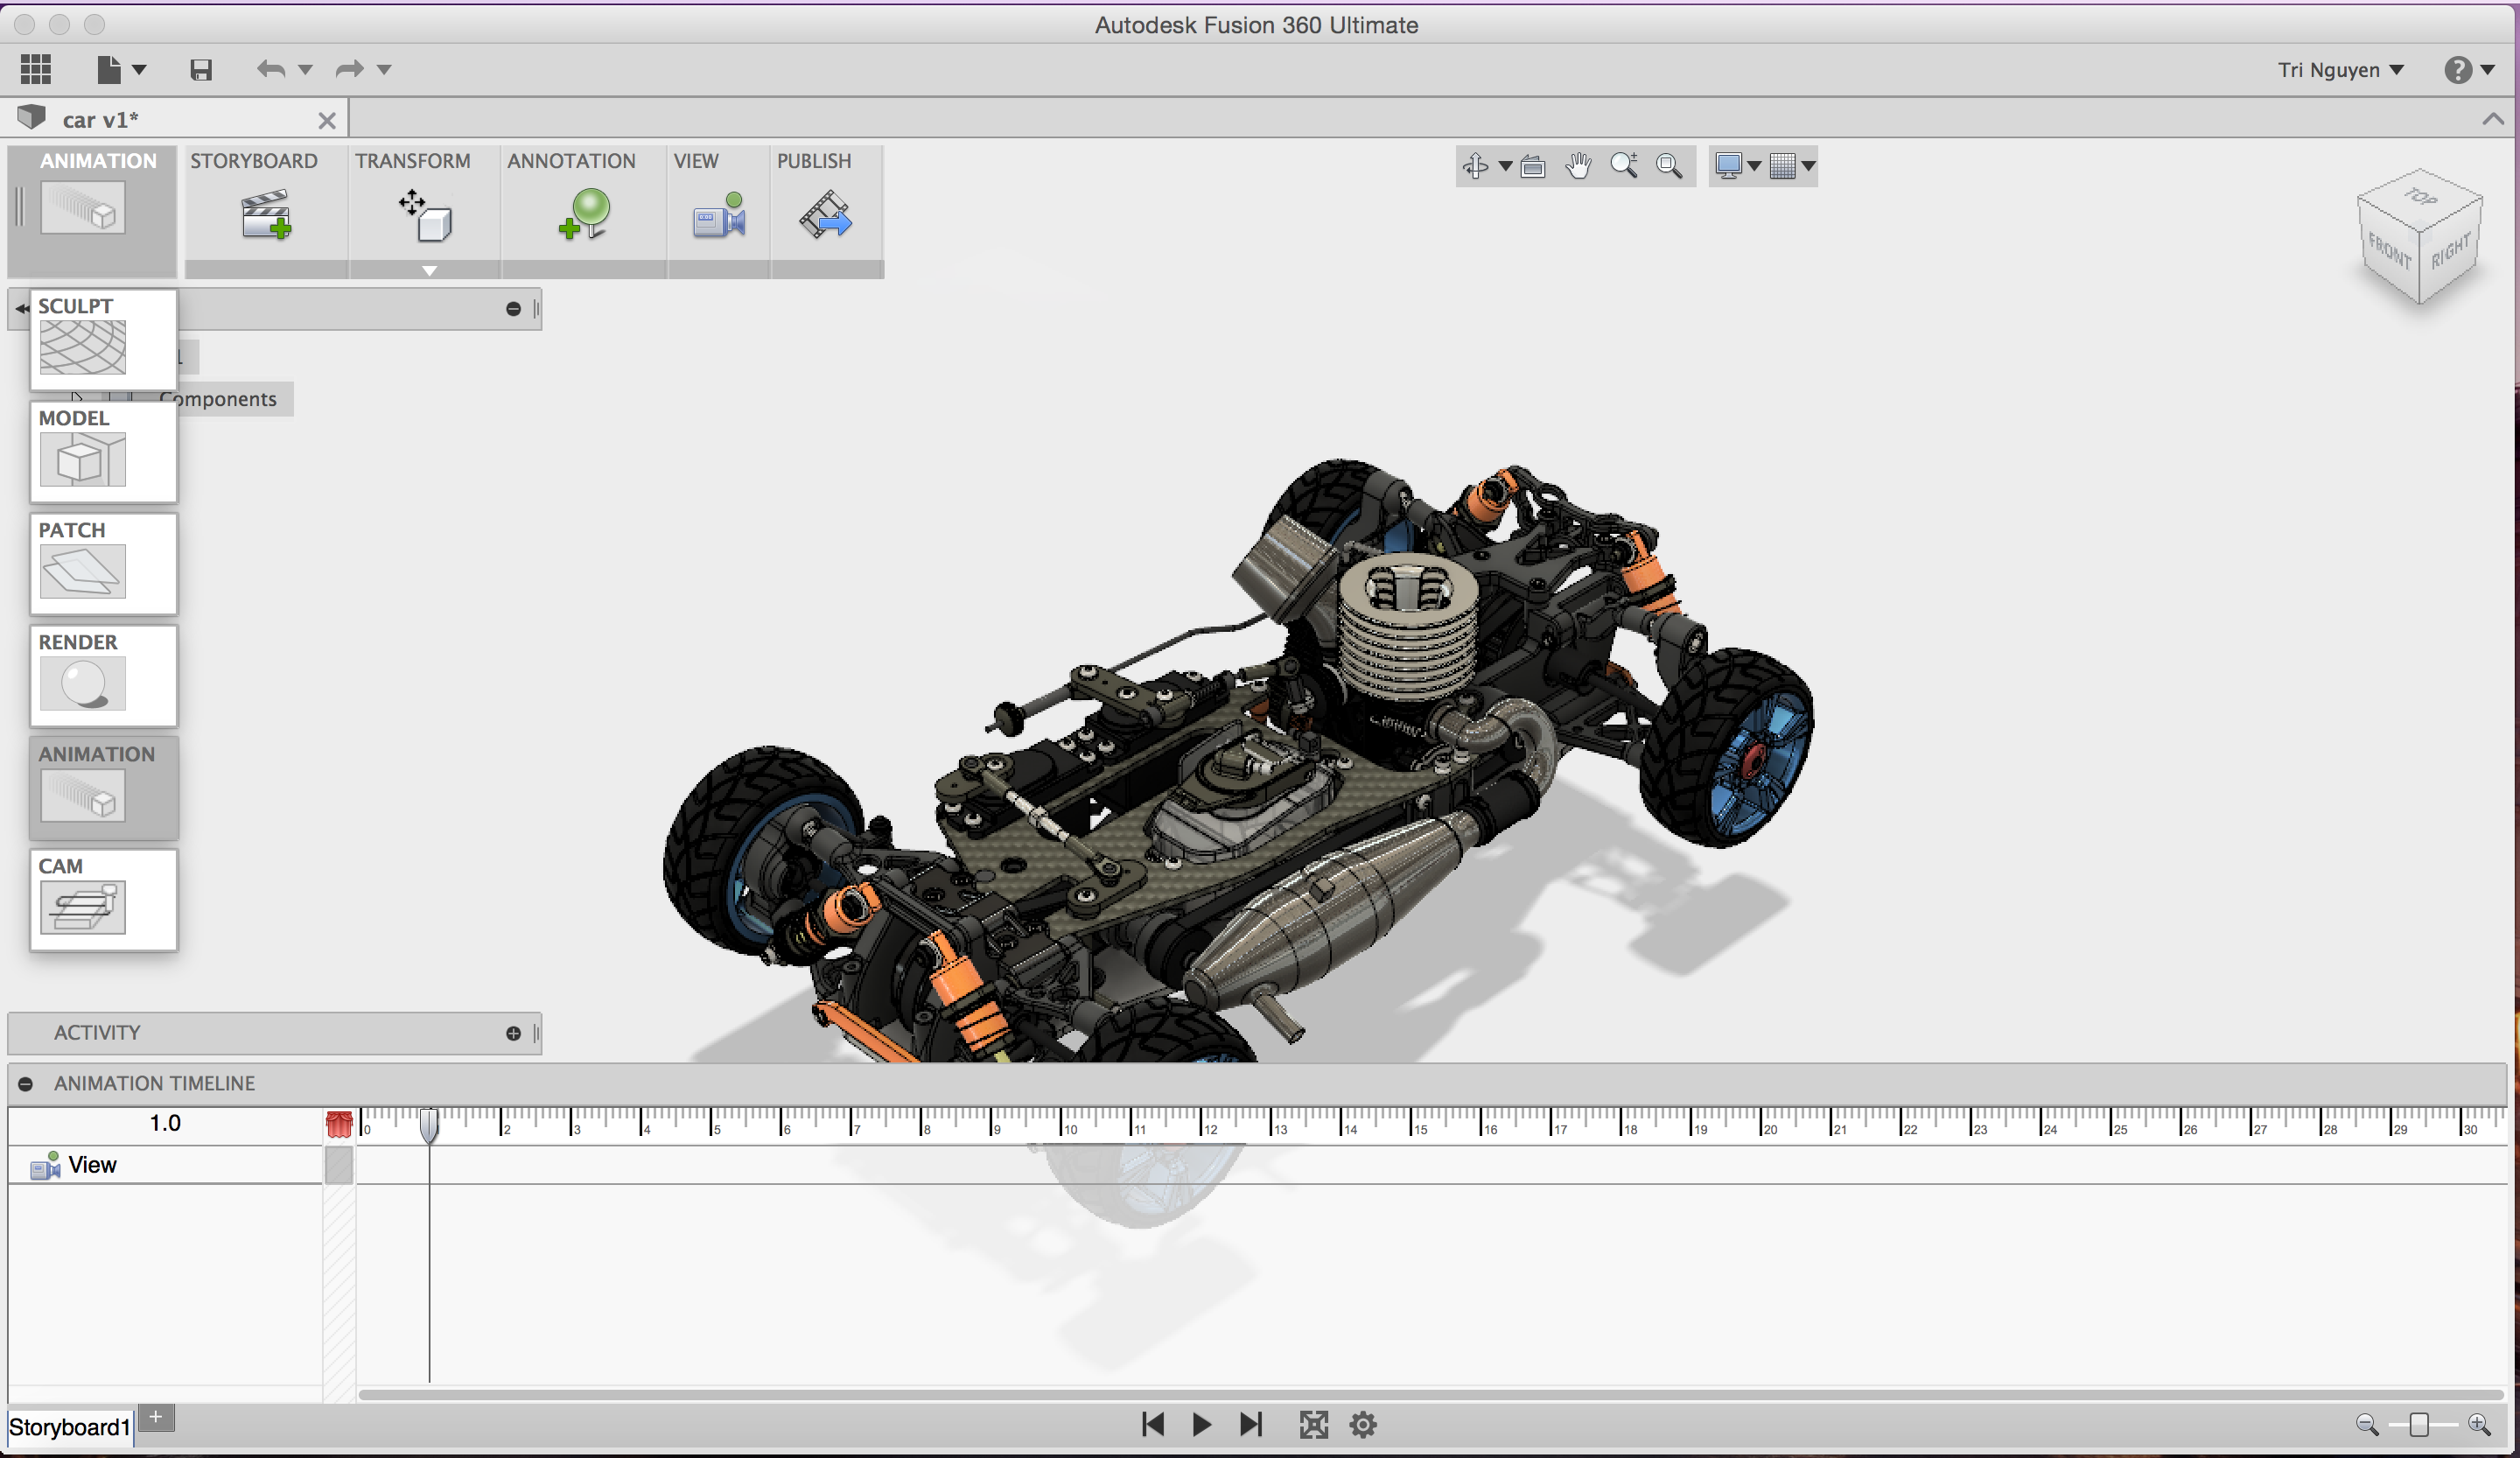 Autodesk Fusion 360 Ultimate
Tri Nguyen
?
car v1*
ANIMATION STORYBOARD TRANSFORM ANNOTATION VIEW PUBLISH
TOP
FRONT RIGHT
SCULPT
Components
MODEL
PATCH
RENDER
ANIMATION
CAM
ACTIVITY
ANIMATION TIMELINE
1.0
0 2 3 4 5 6 7 8 9 10 11 12 13 14 15 16 17 18 19 20 21 22 23 24 25 26 27 28 29 30
View
Storyboard1 +